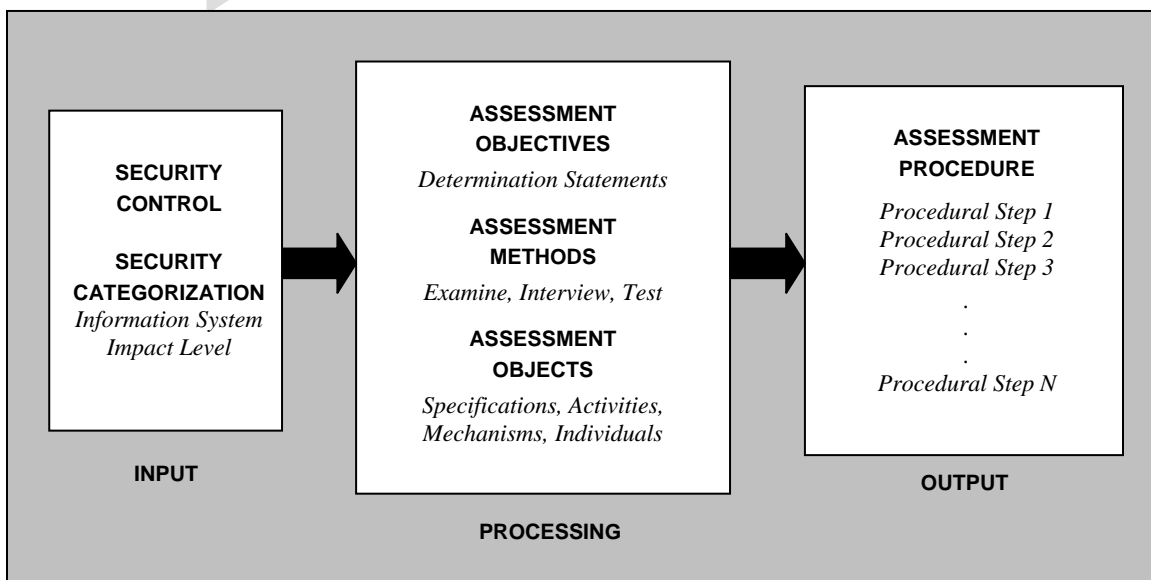 SECURITY
CONTROL
SECURITY
CATEGORIZATION
Information System
Impact Level
INPUT
ASSESSMENT
OBJECTIVES
Determination Statements
ASSESSMENT
METHODS
Examine, Interview, Test
ASSESSMENT
OBJECTS
Specifications, Activities,
Mechanisms, Individuals
PROCESSING
ASSESSMENT
PROCEDURE
Procedural Step 1
Procedural Step 2
Procedural Step 3
.
.
.
Procedural Step N
OUTPUT